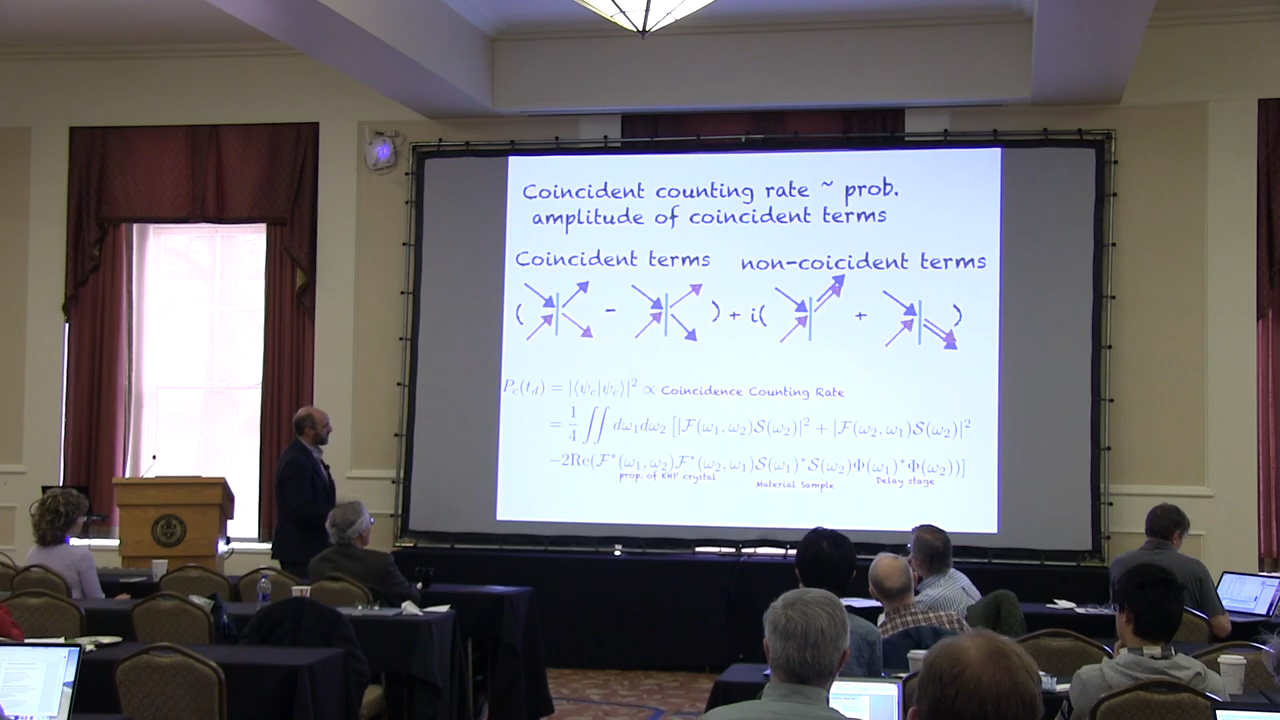 Coincident counting rate ~ prob.
amplitude of coincident terms
Coincident terms non-coicident terms
( - ) + i( + )
P_c(t_d) = |⟨ψ_c|ψ_c⟩|² ∝ Coincidence Counting Rate
= 1/4 ∬ dω₁dω₂ [|F(ω₁, ω₂)S(ω₂)|² + |F(ω₂, ω₁)S(ω₂)|²
−2Re(F*(ω₁, ω₂)F*(ω₂, ω₁)S(ω₁)*S(ω₂)Φ(ω₁)*Φ(ω₂))]
prop. of KHP crystal Material Sample Delay stage